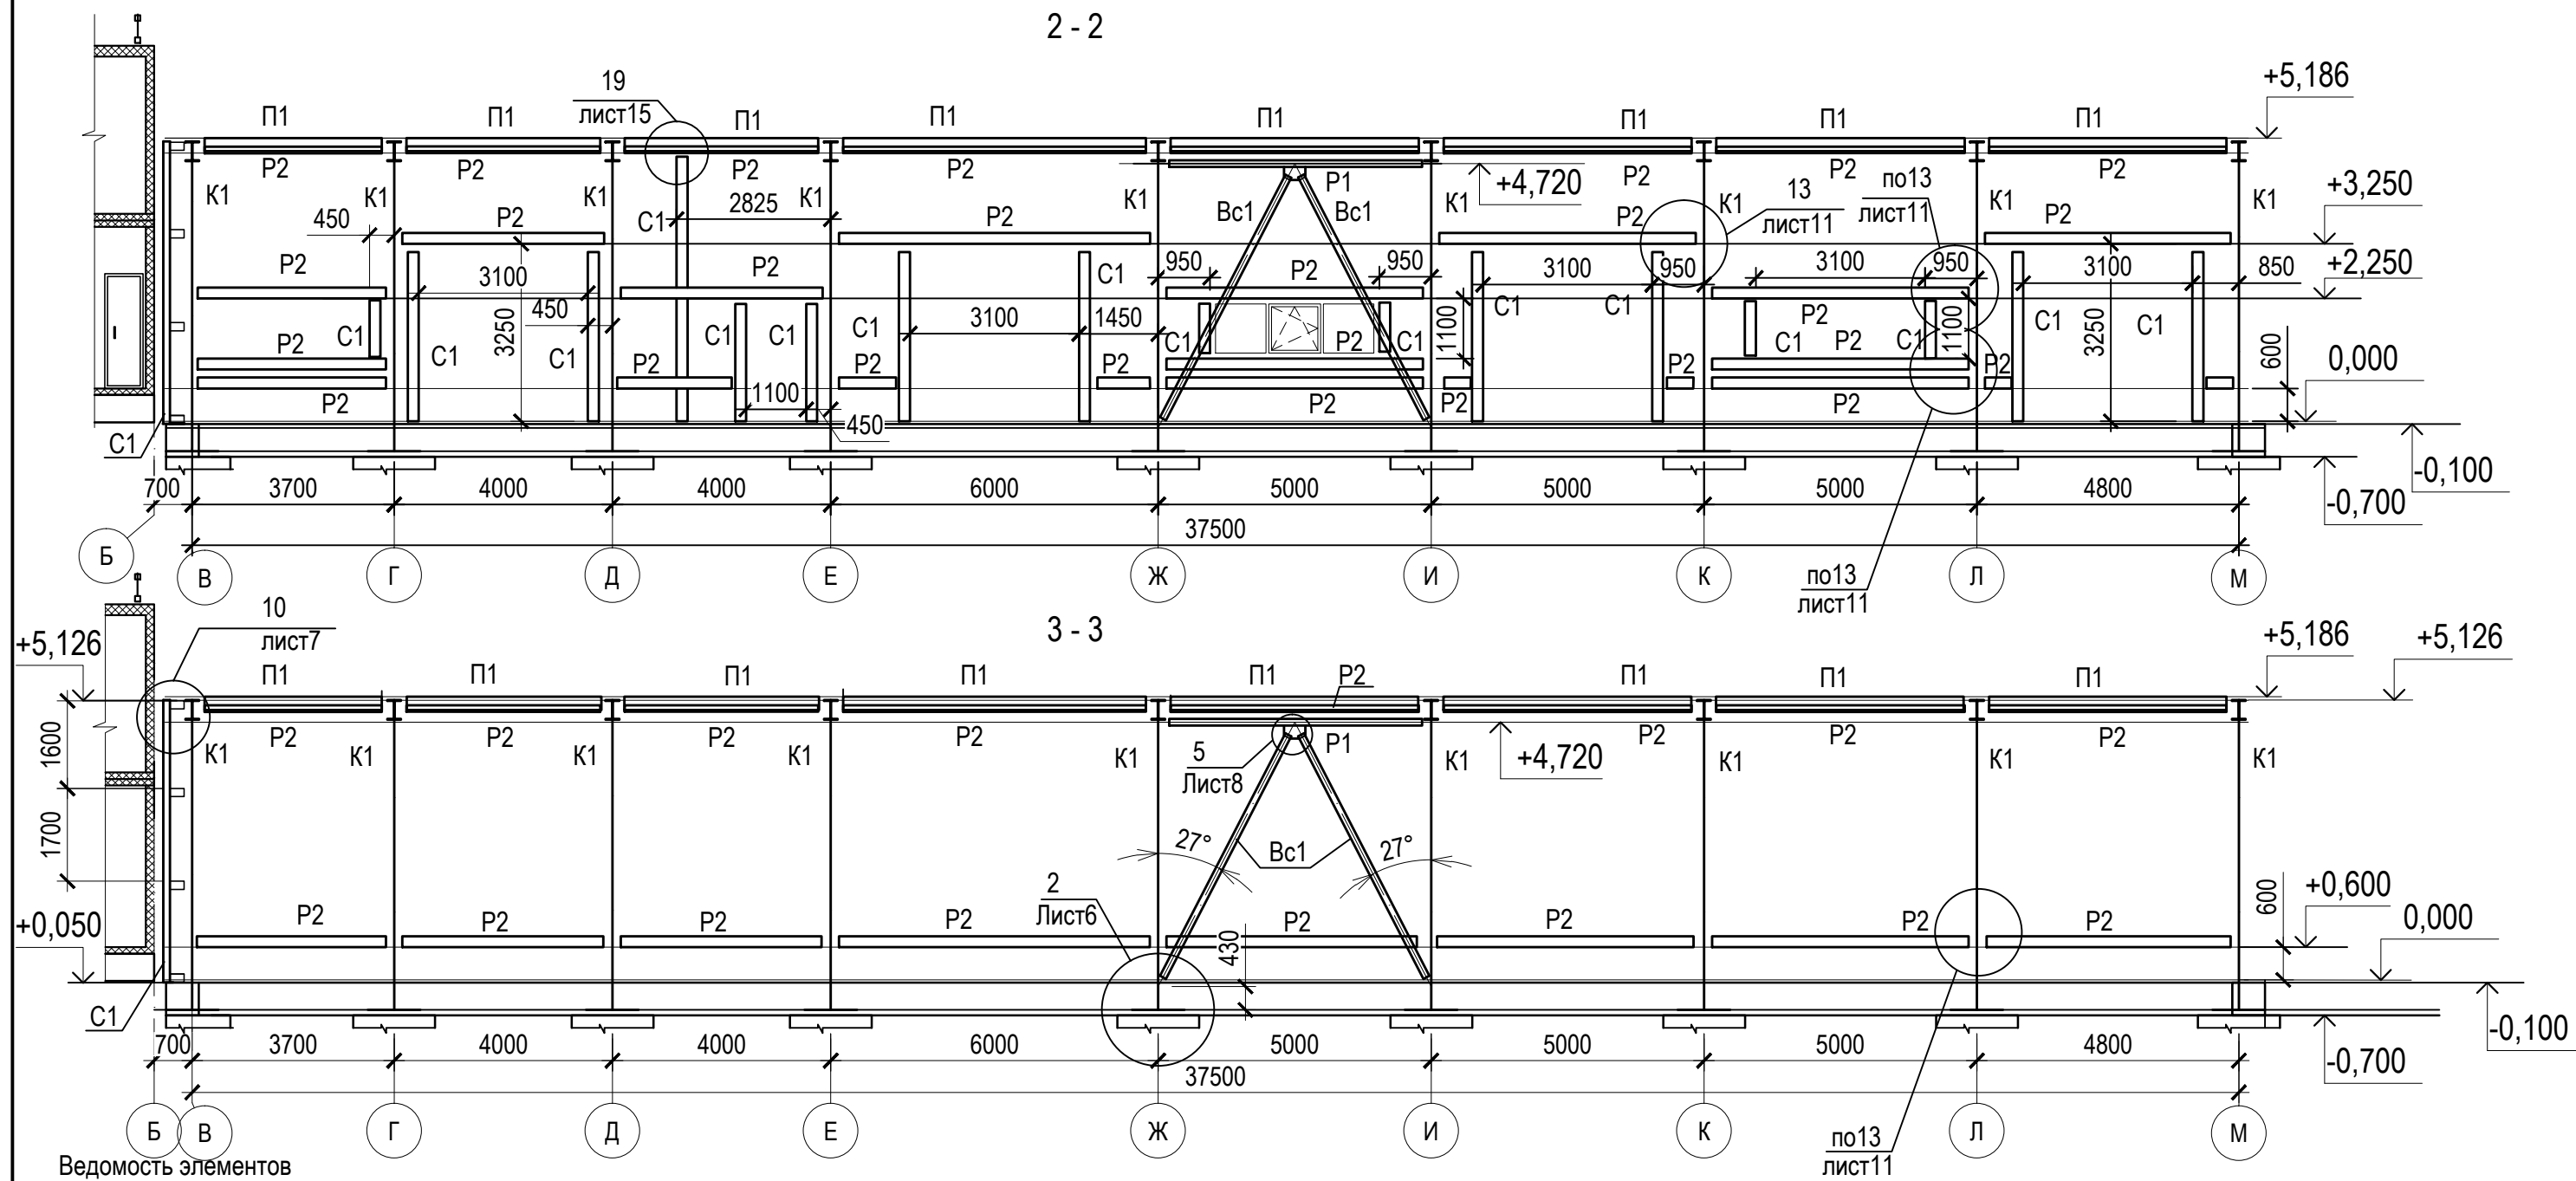 2 - 2
19
лист15
П1 П1 П1 П1 П1 П1 П1 П1
+5,186
Р2 Р2 Р2 Р2 Р1 Р2 Р2 Р2
+4,720
13
лист11
по13
лист11
+3,250
К1 К1 К1 К1 К1 К1 К1 К1 К1
450 Р2 С1 2825 Р2 Вс1 Вс1 Р2 Р2
Р2 3100 Р2 С1 950 Р2 950 3100 950 3100 950 3100 850
+2,250
450 3250 С1 С1 С1 С1 3100 1450 С1 С1 1100 С1 С1 Р2 1100 С1 3250 С1
Р2 С1 С1 Р2 Р2 Р2 Р2 Р2 С1 Р2 С1 Р2 600
0,000
Р2 1100 Р2 Р2 Р2
450
С1
-0,100
-0,700
700 3700 4000 4000 6000 5000 5000 5000 4800
37500
Б В Г Д Е Ж И К Л М
по13
лист11
10
лист7
3 - 3
+5,126
+5,186
+5,126
П1 П1 П1 П1 П1 Р2 П1 П1 П1
Р2 Р2 Р2 Р2 Р1 Р2 Р2 Р2
К1 К1 К1 К1 К1 К1 К1 К1 К1
5
Лист8
+4,720
1600
1700
27° Вс1 27°
2
Лист6
+0,050
Р2 Р2 Р2 Р2 Р2 Р2 Р2 Р2
430
600
+0,600
0,000
С1
-0,100
-0,700
700 3700 4000 4000 6000 5000 5000 5000 4800
37500
Б В Г Д Е Ж И К Л М
по13
лист11
Ведомость элементов